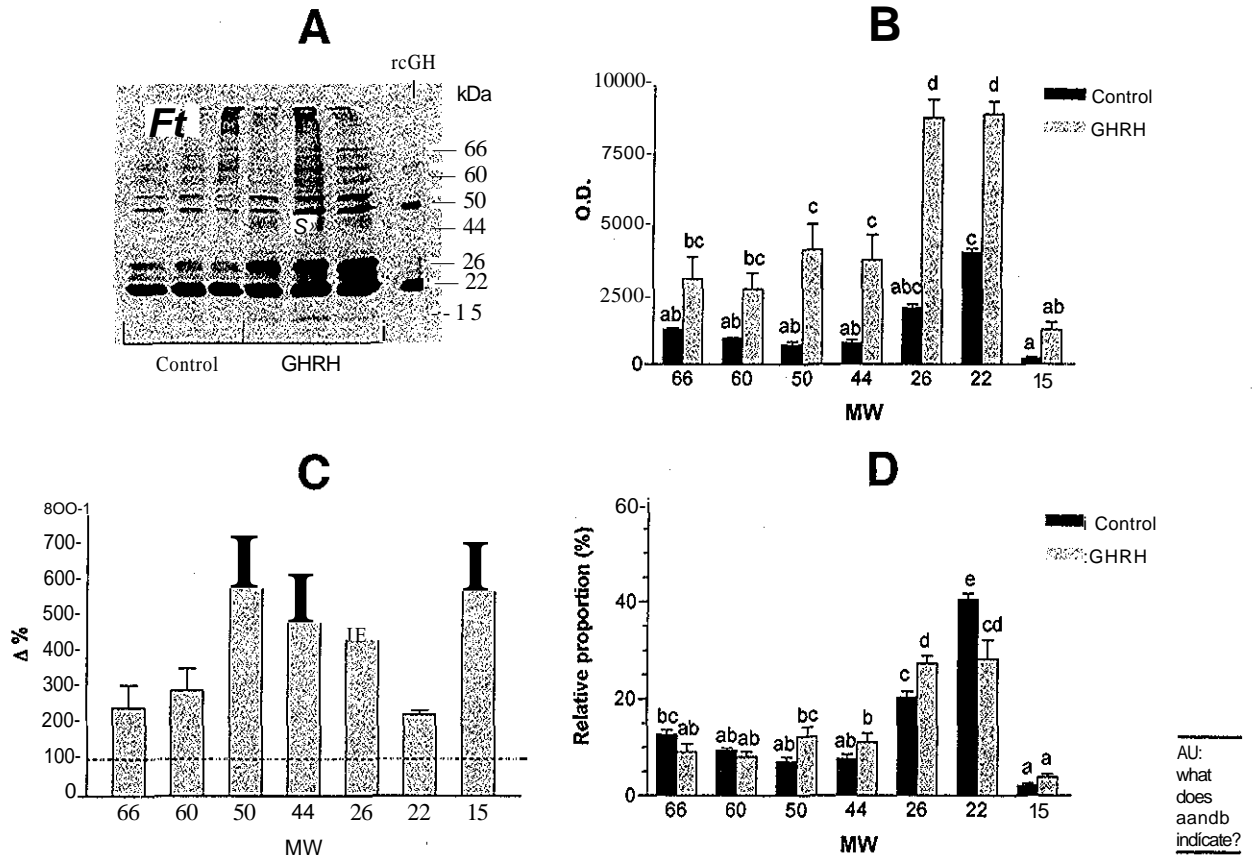 A
rcGH
kDa
Ft
66
60
50
S
44
26
22
15
Control
GHRH
B
10000
7500
5000
2500
0
O.D.
Control
GHRH
ab
bc
ab
bc
ab
c
ab
c
abc
d
c
d
a
ab
66
60
50
44
26
22
15
MW
C
8OO-1
700-
600-
500-
400-
300-
200-
100-
0
Δ %
IE
66
60
50
44
26
22
15
MW
D
60-
40
20
0
Relative proportion (%)
i Control
:GHRH
bc
ab
ab
ab
ab
bc
ab
b
c
d
e
cd
a
a
66
60
50
44
26
22
15
MW
AU:
what
does
aandb
indicate?